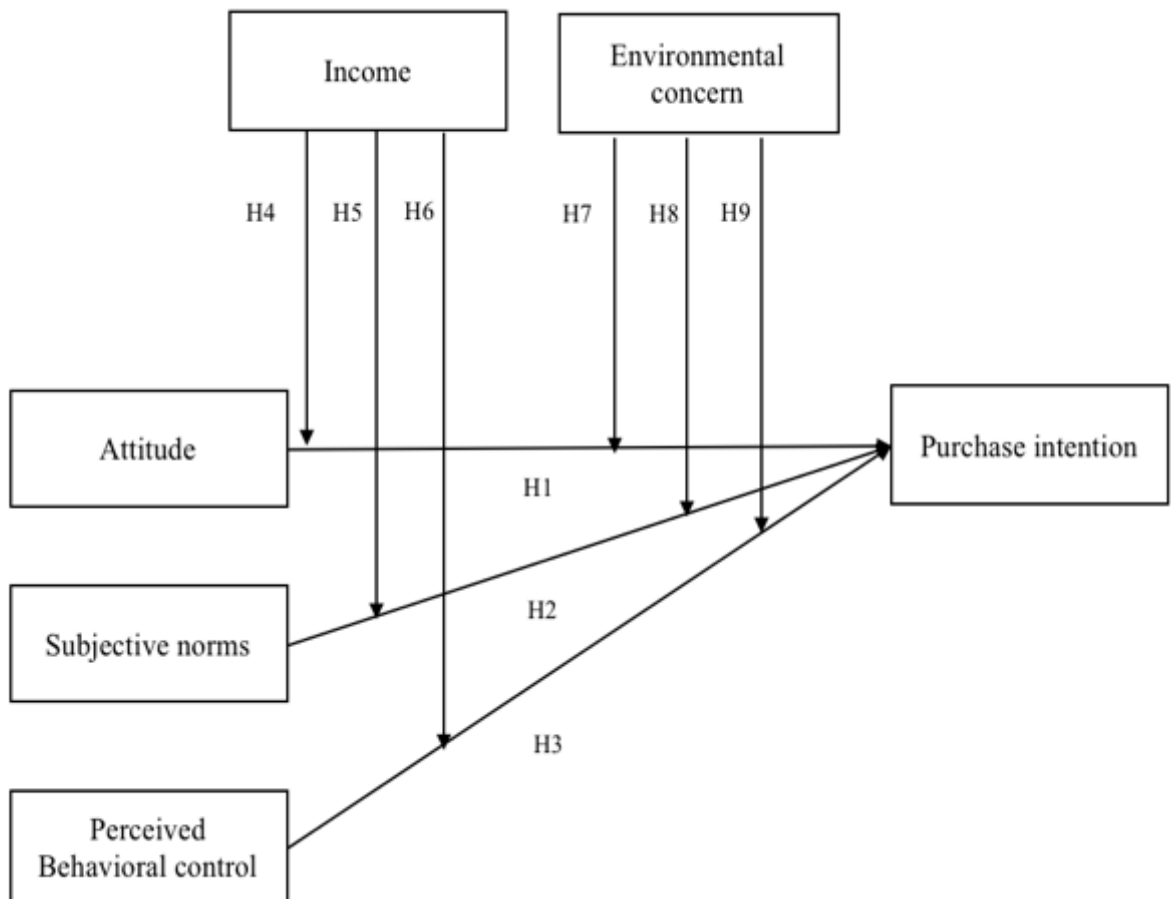 Income
Environmental
concern
H4
H5
H6
H7
H8
H9
Attitude
Purchase intention
H1
Subjective norms
H2
H3
Perceived
Behavioral control